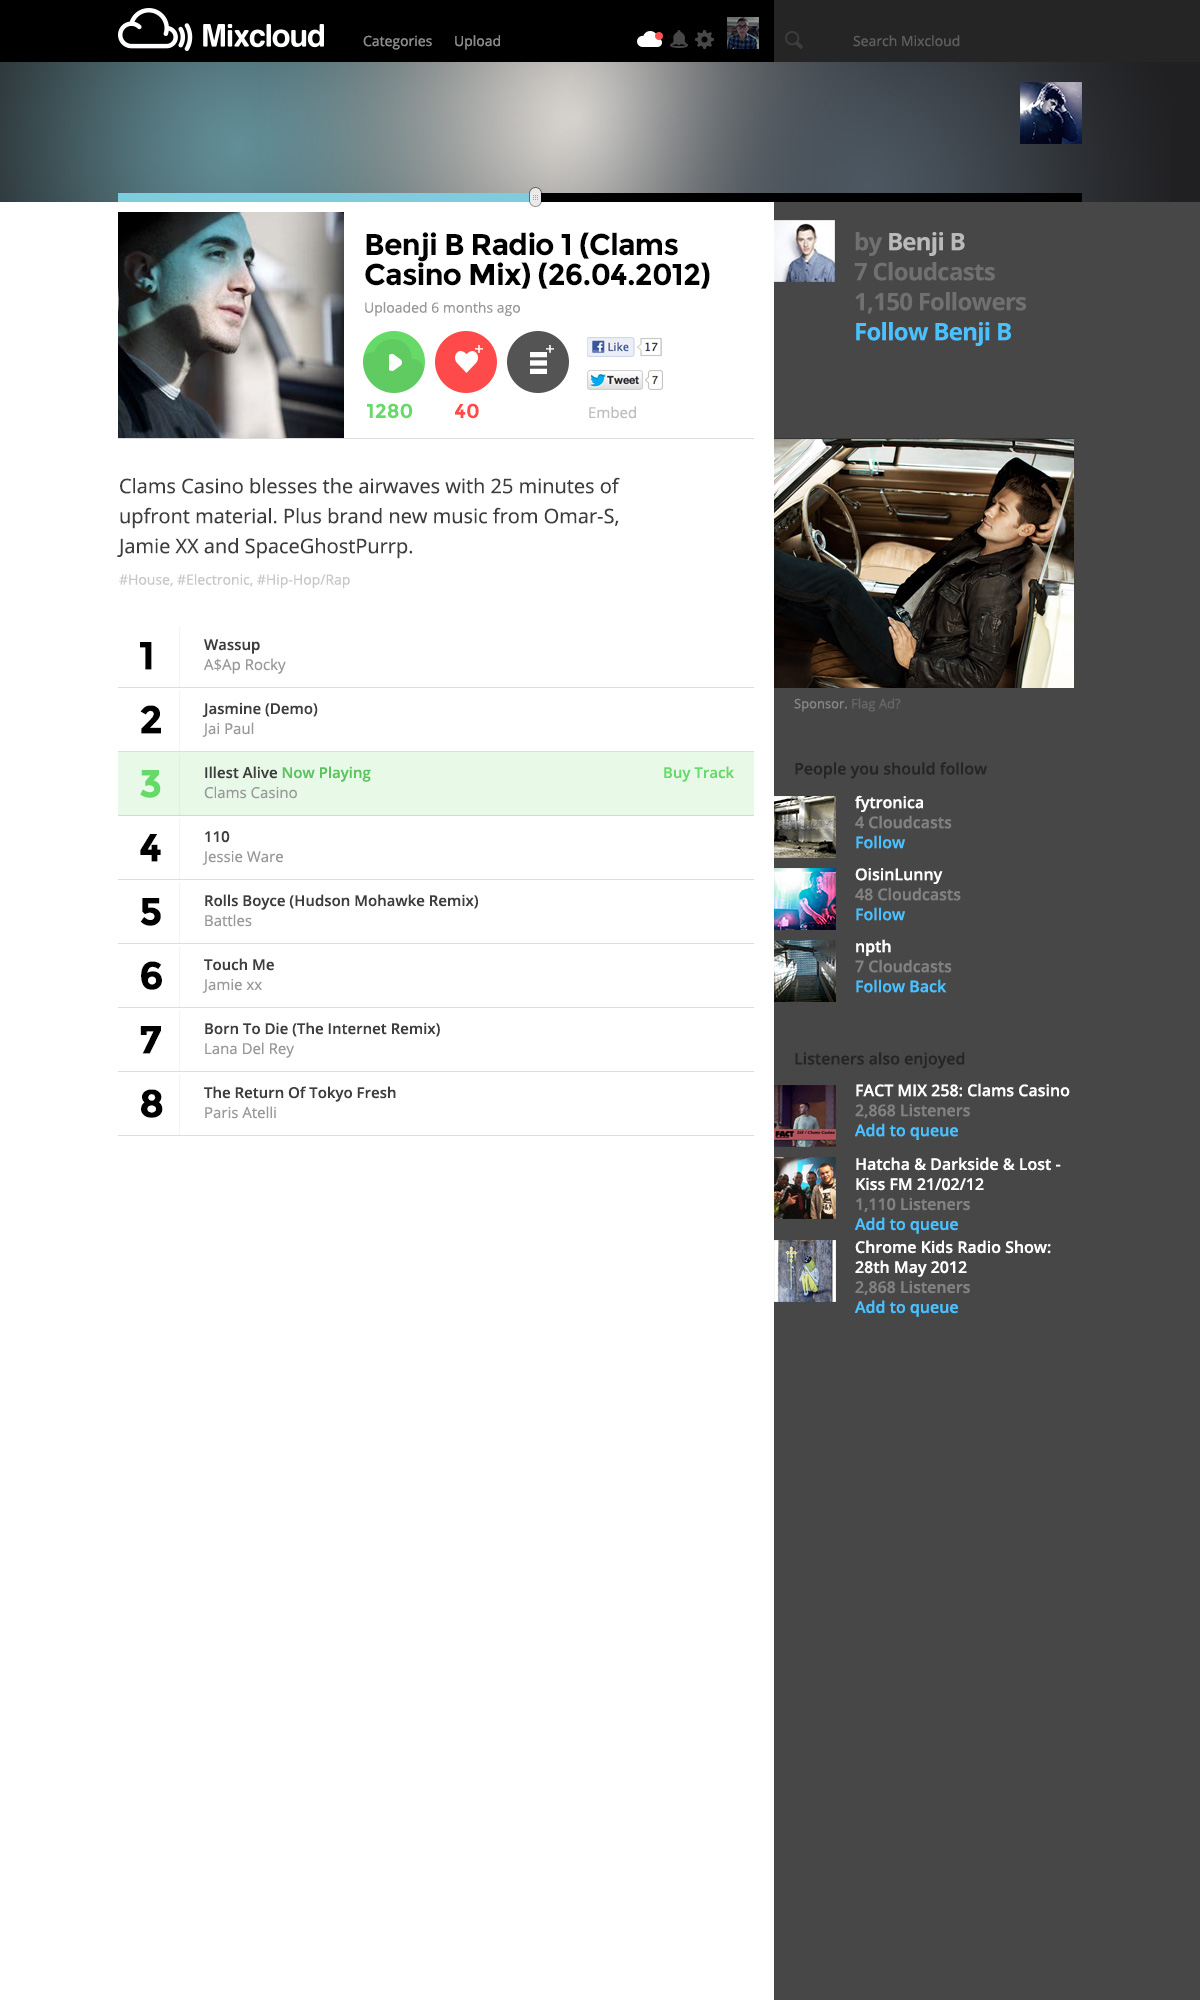 Mixcloud
Categories
Upload
Search Mixcloud
Benji B Radio 1 (Clams
Casino Mix) (26.04.2012)
Uploaded 6 months ago
Like
17
Tweet
7
1280
40
Embed
by Benji B
7 Cloudcasts
1,150 Followers
Follow Benji B
Clams Casino blesses the airwaves with 25 minutes of
upfront material. Plus brand new music from Omar-S,
Jamie XX and SpaceGhostPurrp.
#House, #Electronic, #Hip-Hop/Rap
1
Wassup
A$Ap Rocky
2
Jasmine (Demo)
Jai Paul
3
Illest Alive Now Playing
Buy Track
Clams Casino
4
110
Jessie Ware
5
Rolls Boyce (Hudson Mohawke Remix)
Battles
6
Touch Me
Jamie xx
7
Born To Die (The Internet Remix)
Lana Del Rey
8
The Return Of Tokyo Fresh
Paris Atelli
Sponsor. Flag Ad?
People you should follow
fytronica
4 Cloudcasts
Follow
OisinLunny
48 Cloudcasts
Follow
npth
7 Cloudcasts
Follow Back
Listeners also enjoyed
FACT
FACT MIX 258: Clams Casino
2,868 Listeners
Add to queue
Hatcha & Darkside & Lost -
Kiss FM 21/02/12
1,110 Listeners
Add to queue
Chrome Kids Radio Show:
28th May 2012
2,868 Listeners
Add to queue